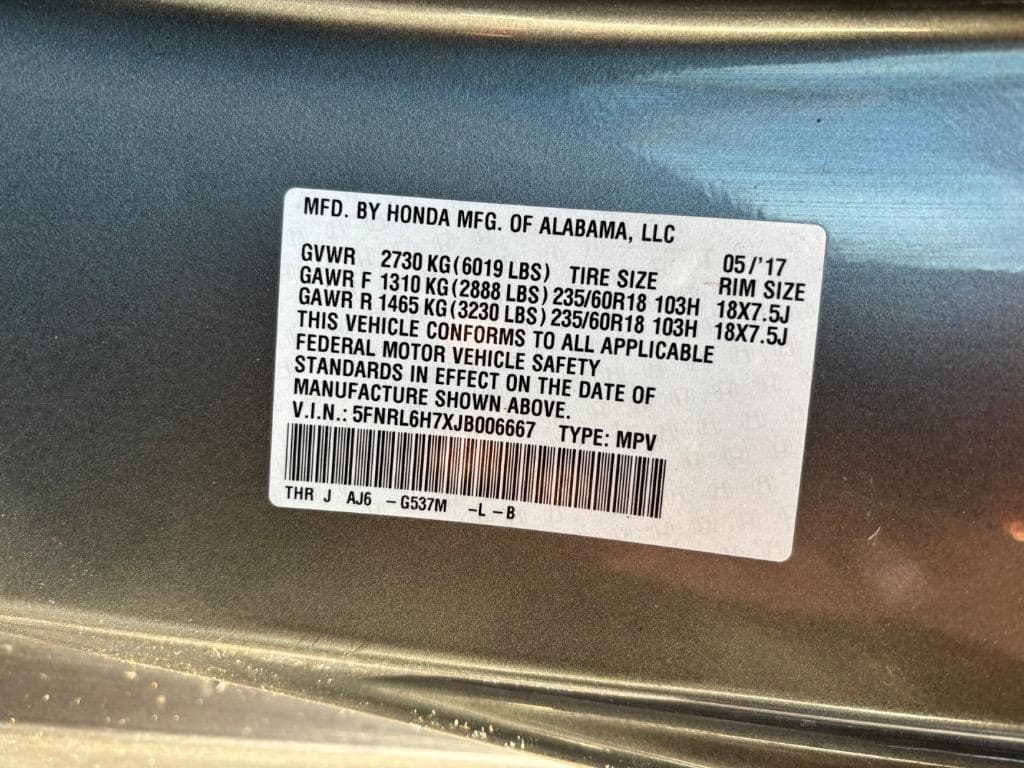 MFD. BY HONDA MFG. OF ALABAMA, LLC
05/'17
GVWR 2730 KG(6019 LBS) TIRE SIZE RIM SIZE
GAWR F 1310 KG(2888 LBS) 235/60R18 103H 18X7.5J
GAWR R 1465 KG(3230 LBS) 235/60R18 103H 18X7.5J
THIS VEHICLE CONFORMS TO ALL APPLICABLE
FEDERAL MOTOR VEHICLE SAFETY
STANDARDS IN EFFECT ON THE DATE OF
MANUFACTURE SHOWN ABOVE.
V.I.N.: 5FNRL6H7XJB006667 TYPE: MPV
THR J AJ6 -G537M -L -B